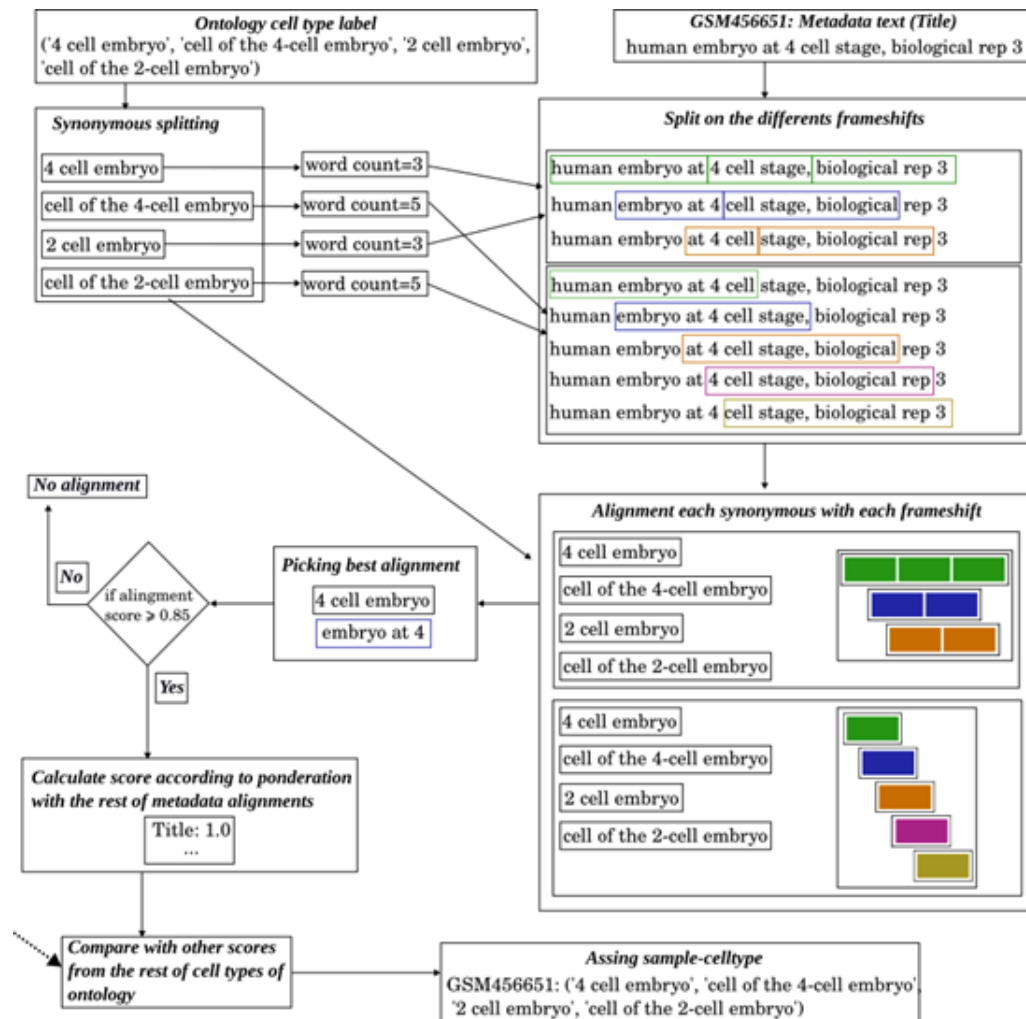 Ontology cell type label
('4 cell embryo', 'cell of the 4-cell embryo', '2 cell embryo',
'cell of the 2-cell embryo')
GSM456651: Metadata text (Title)
human embryo at 4 cell stage, biological rep 3
Synonymous splitting
4 cell embryo
cell of the 4-cell embryo
2 cell embryo
cell of the 2-cell embryo
word count=3
word count=5
word count=3
word count=5
Split on the differents frameshifts
human embryo at 4 cell stage, biological rep 3
human embryo at 4 cell stage, biological rep 3
human embryo at 4 cell stage, biological rep 3
human embryo at 4 cell stage, biological rep 3
human embryo at 4 cell stage, biological rep 3
human embryo at 4 cell stage, biological rep 3
human embryo at 4 cell stage, biological rep 3
human embryo at 4 cell stage, biological rep 3
Alignment each synonymous with each frameshift
4 cell embryo
cell of the 4-cell embryo
2 cell embryo
cell of the 2-cell embryo
4 cell embryo
cell of the 4-cell embryo
2 cell embryo
cell of the 2-cell embryo
Picking best alignment
4 cell embryo
embryo at 4
if alingment
score ⩾ 0.85
No
No alignment
Yes
Calculate score according to ponderation
with the rest of metadata alignments
Title: 1.0
...
Compare with other scores
from the rest of cell types of
ontology
Assing sample-celltype
GSM456651: ('4 cell embryo', 'cell of the 4-cell embryo',
'2 cell embryo', 'cell of the 2-cell embryo')